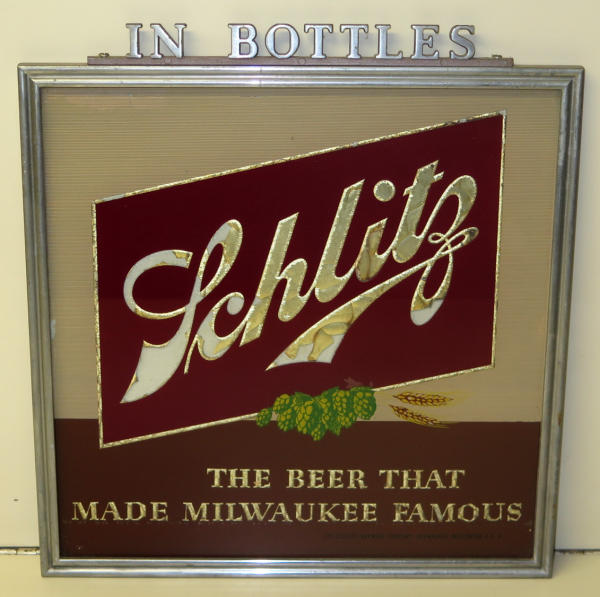 IN BOTTLES
Schlitz
THE BEER THAT
MADE MILWAUKEE FAMOUS